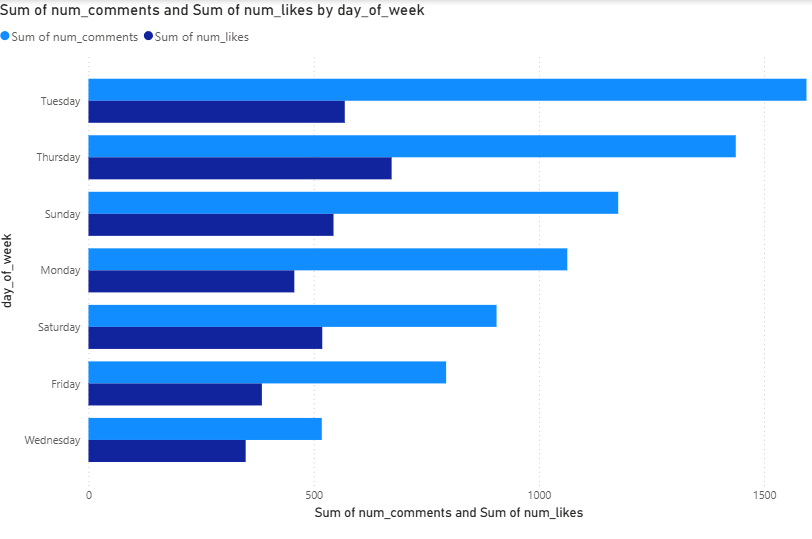 Sum of num_comments and Sum of num_likes by day_of_week
Sum of num_comments Sum of num_likes
day_of_week
Tuesday
Thursday
Sunday
Monday
Saturday
Friday
Wednesday
0 500 1000 1500
Sum of num_comments and Sum of num_likes